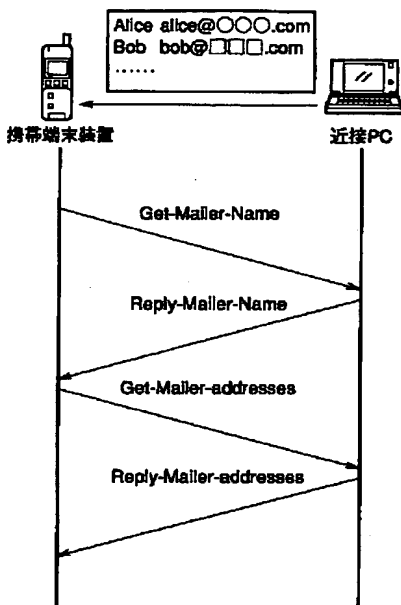 Alice alice@○○○.com
Bob bob@□□□.com
……
携帯端末装置
近接PC
Get-Mailer-Name
Reply-Mailer-Name
Get-Mailer-addresses
Reply-Mailer-addresses